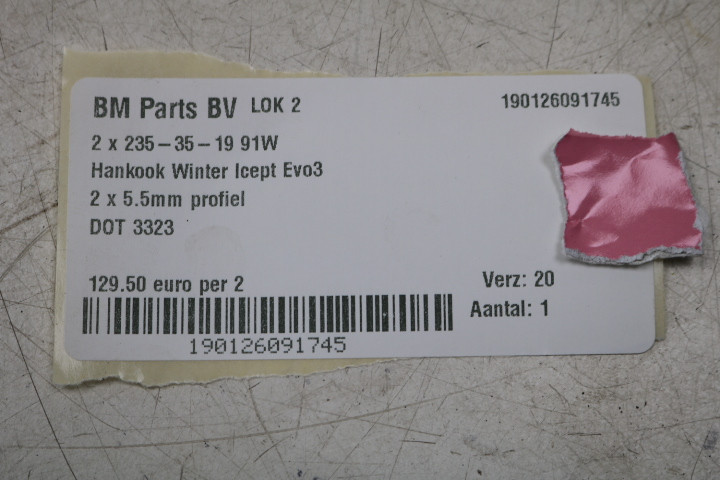 BM Parts BV LOK 2 190126091745
2 x 235-35-19 91W
Hankook Winter Icept Evo3
2 x 5.5mm profiel
DOT 3323
129.50 euro per 2 Verz: 20
Aantal: 1
190126091745